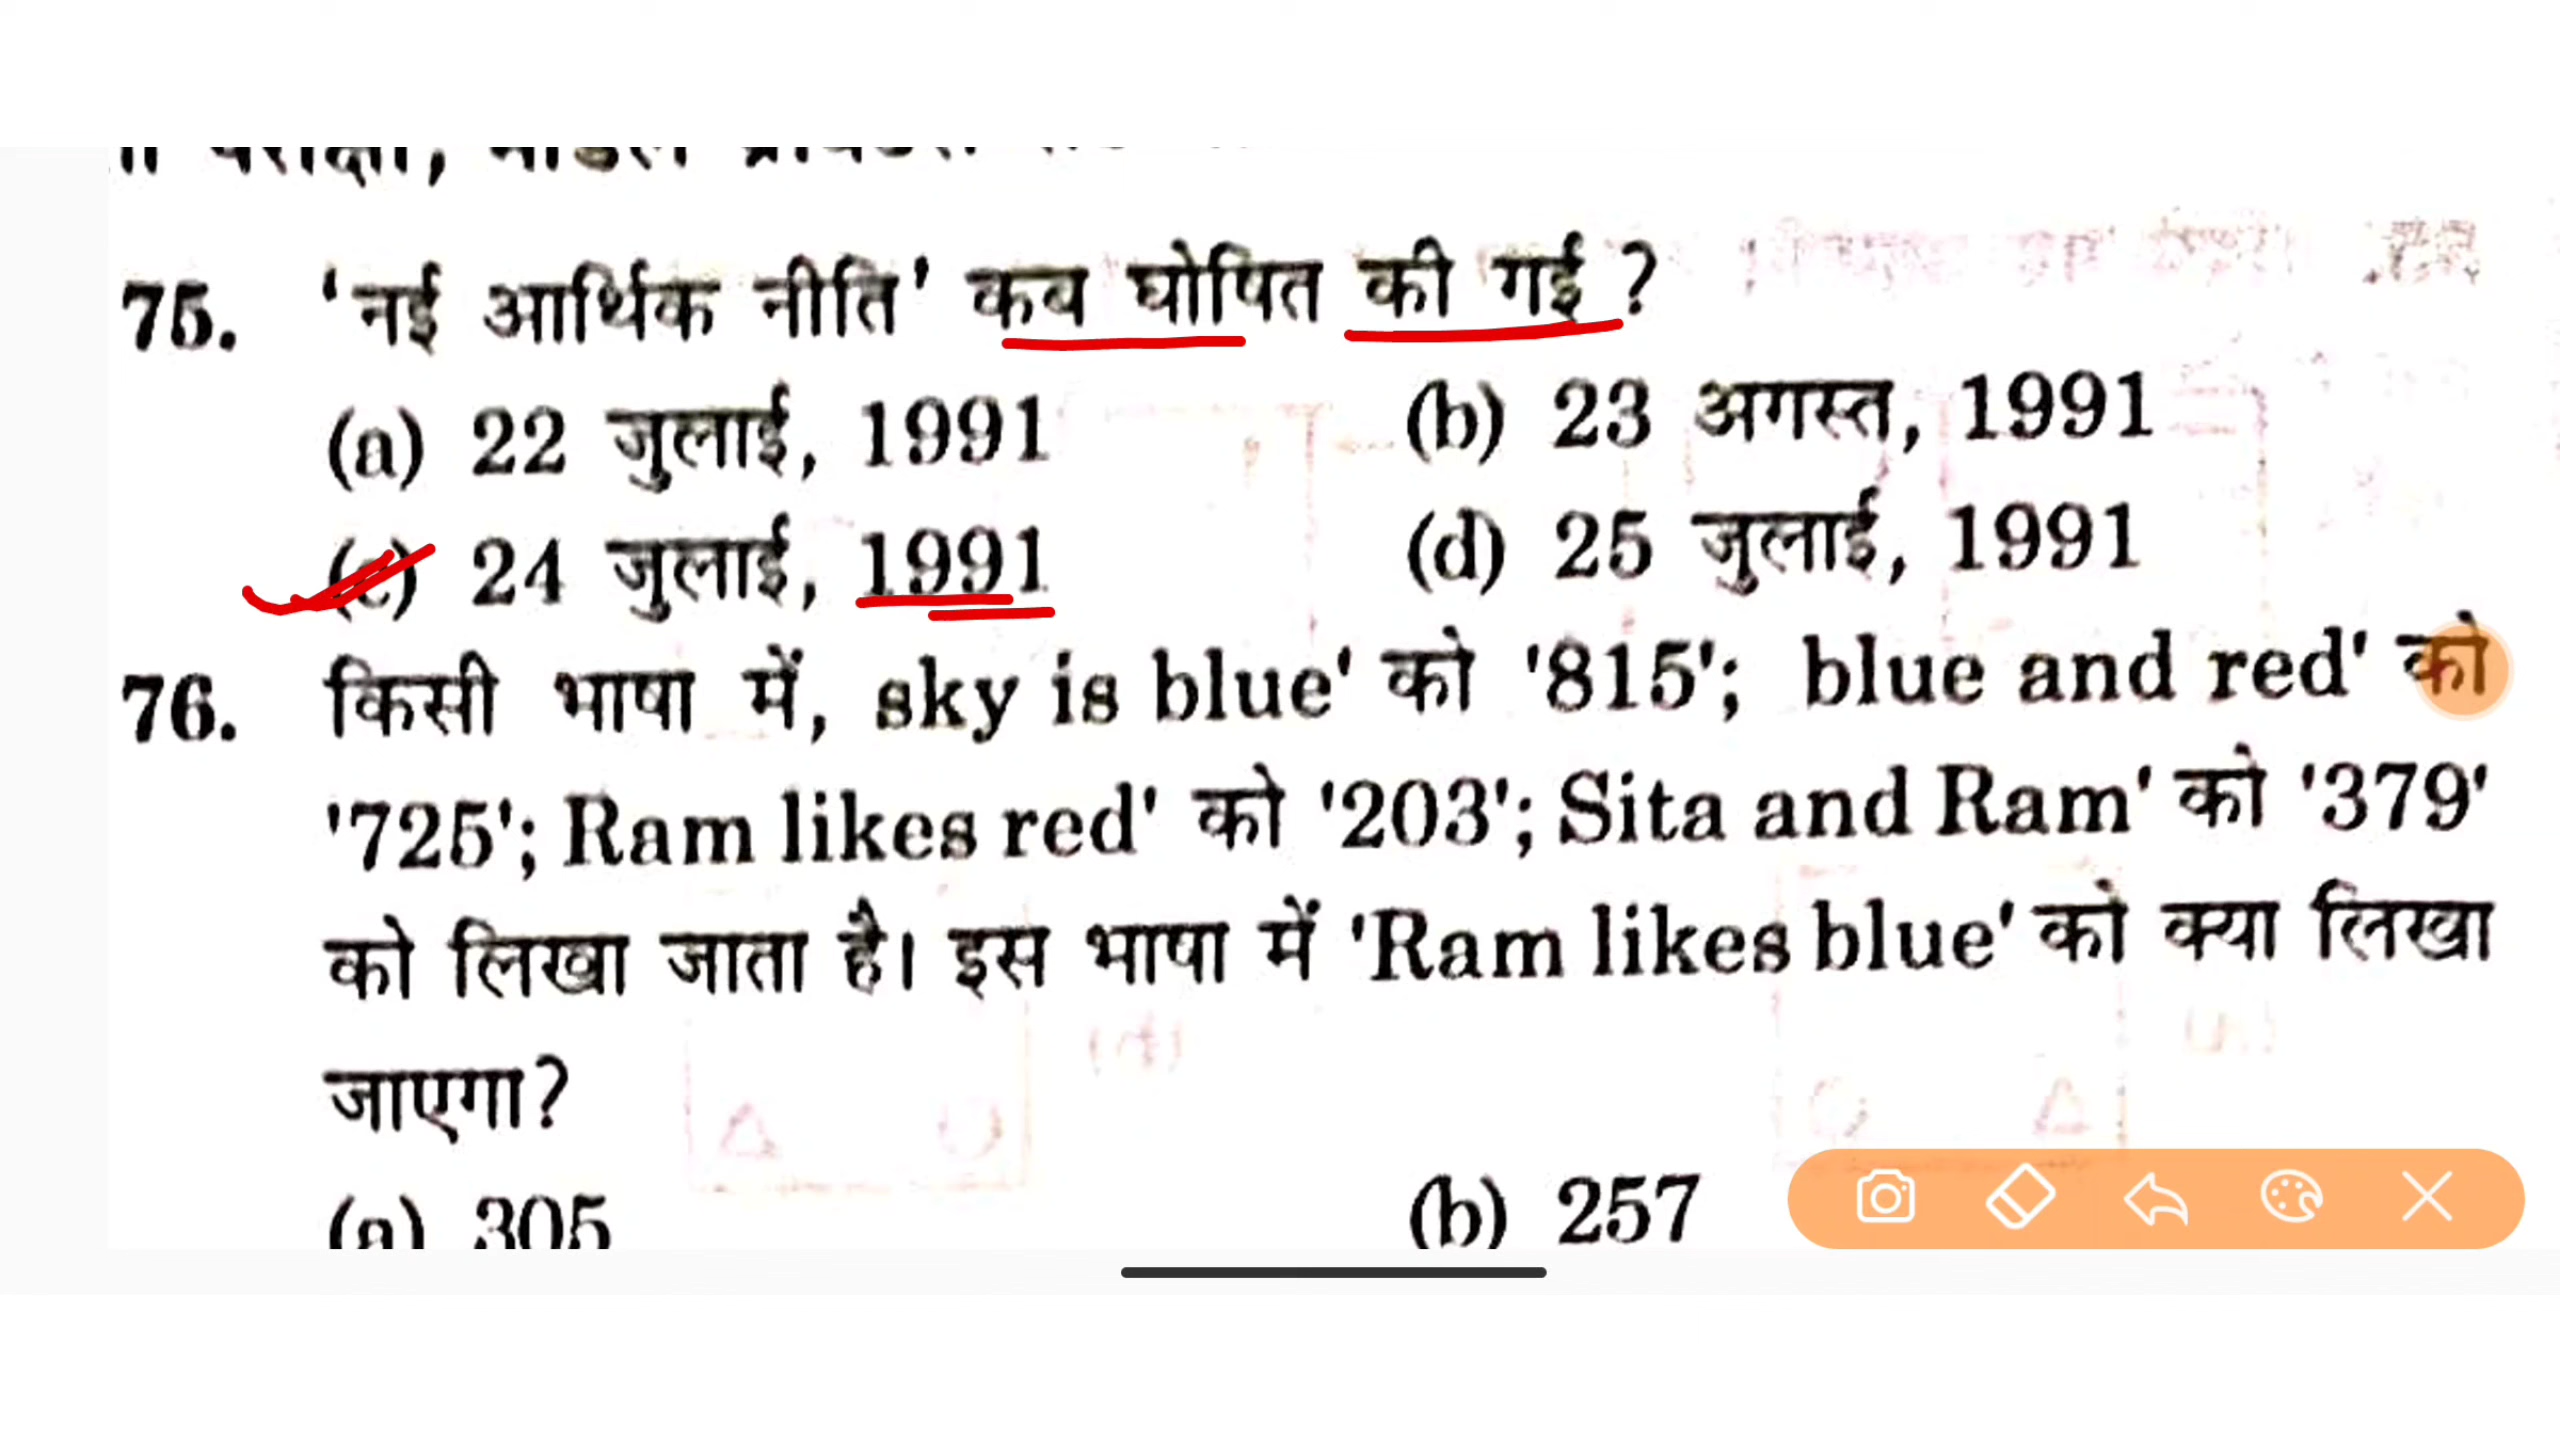 75. 'नई आर्थिक नीति' कब घोषित की गई ?
(a) 22 जुलाई, 1991 (b) 23 अगस्त, 1991
(c) 24 जुलाई, 1991 (d) 25 जुलाई, 1991
76. किसी भाषा में, sky is blue' को '815'; blue and red' को
'725'; Ram likes red' को '203'; Sita and Ram' को '379'
को लिखा जाता है। इस भाषा में 'Ram likes blue' को क्या लिखा
जाएगा?
(a) 305 (b) 257